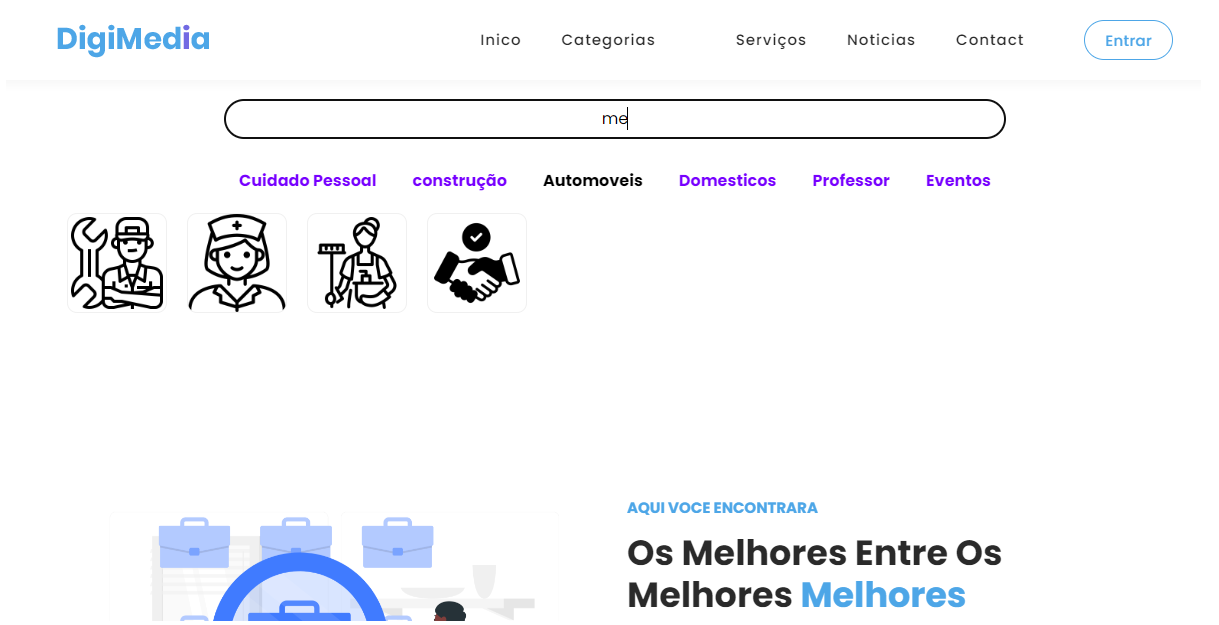 DigiMedia
Inico Categorias Serviços Noticias Contact Entrar
me
Cuidado Pessoal construção Automoveis Domesticos Professor Eventos
AQUI VOCE ENCONTRARA
Os Melhores Entre Os
Melhores Melhores